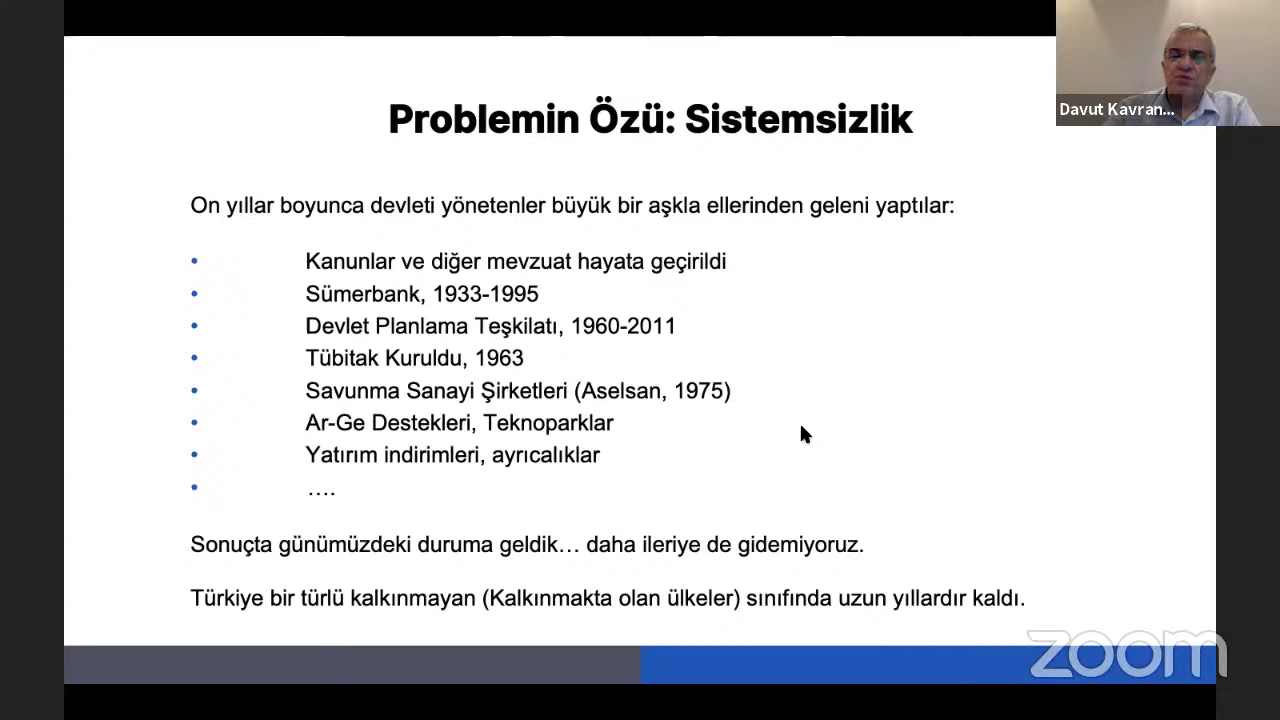 Problemin Özü: Sistemsizlik
Davut Kavran...
On yıllar boyunca devleti yönetenler büyük bir aşkla ellerinden geleni yaptılar:
• Kanunlar ve diğer mevzuat hayata geçirildi
• Sümerbank, 1933-1995
• Devlet Planlama Teşkilatı, 1960-2011
• Tübitak Kuruldu, 1963
• Savunma Sanayi Şirketleri (Aselsan, 1975)
• Ar-Ge Destekleri, Teknoparklar
• Yatırım indirimleri, ayrıcalıklar
• ….
Sonuçta günümüzdeki duruma geldik… daha ileriye de gidemiyoruz.
Türkiye bir türlü kalkınmayan (Kalkınmakta olan ülkeler) sınıfında uzun yıllardır kaldı.
zoom